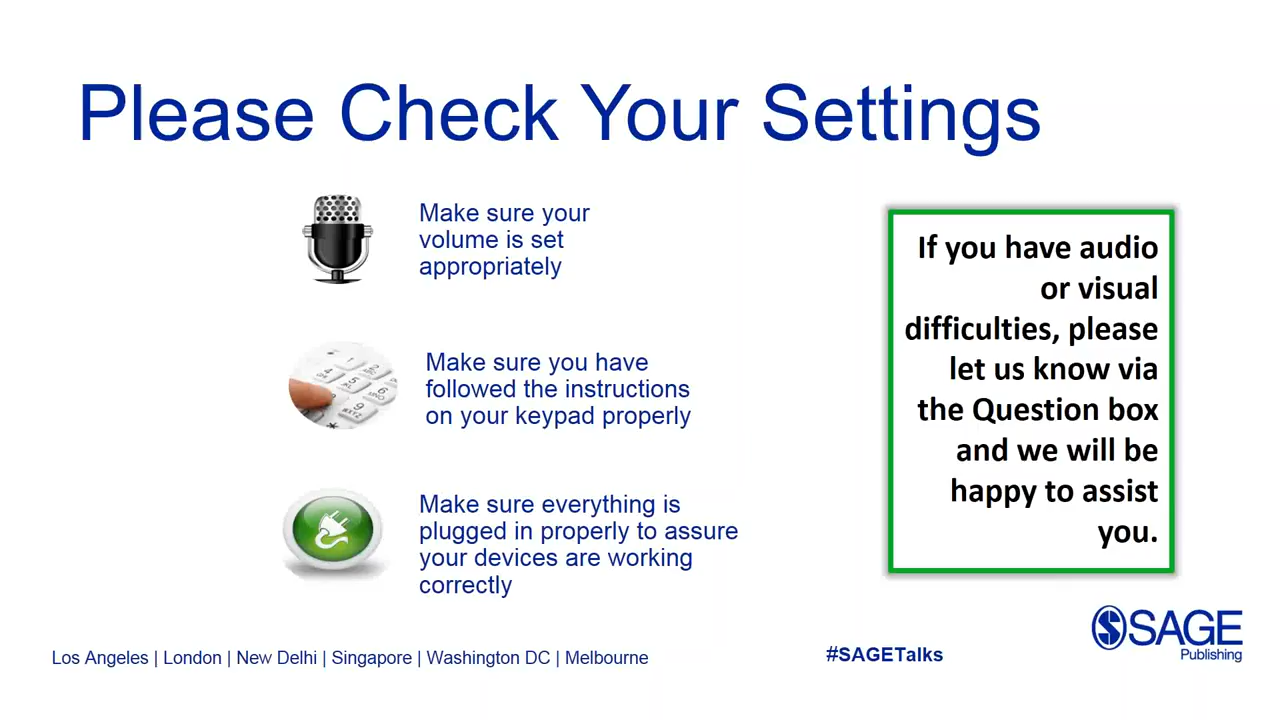 Please Check Your Settings
Make sure your
volume is set
appropriately
Make sure you have
followed the instructions
on your keypad properly
Make sure everything is
plugged in properly to assure
your devices are working
correctly
If you have audio
or visual
difficulties, please
let us know via
the Question box
and we will be
happy to assist
you.
Los Angeles | London | New Delhi | Singapore | Washington DC | Melbourne
#SAGETalks
SAGE
Publishing